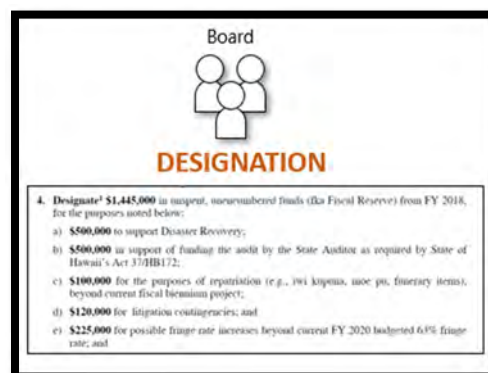 Board
DESIGNATION
4. Designate¹ $1,445,000 in unspent, unencumbered funds (fka Fiscal Reserve) from FY 2018,
for the purposes noted below:
a) $500,000 to support Disaster Recovery;
b) $500,000 in support of funding the audit by the State Auditor as required by State of
Hawaii's Act 37/HB172;
c) $100,000 for the purposes of repatriation (e.g., iwi kupuna, moe pu, funerary items),
beyond current fiscal biennium project;
d) $120,000 for litigation contingencies; and
e) $225,000 for possible fringe rate increases beyond current FY 2020 budgeted 63% fringe
rate; and